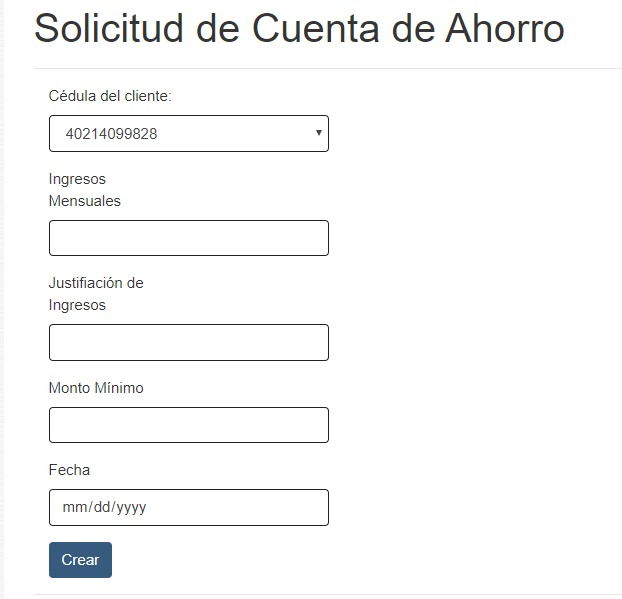 Solicitud de Cuenta de Ahorro
Cédula del cliente:
40214099828
Ingresos
Mensuales
Justifiación de
Ingresos
Monto Mínimo
Fecha
mm/dd/yyyy
Crear